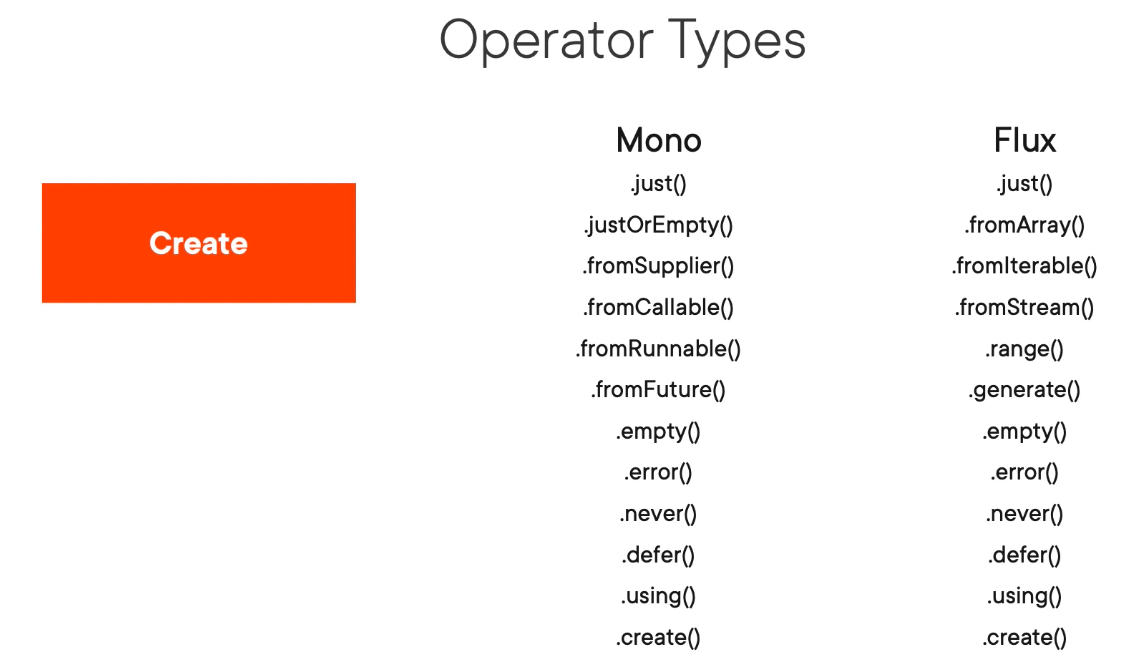 Operator Types
Create
Mono
.just()
.justOrEmpty()
.fromSupplier()
.fromCallable()
.fromRunnable()
.fromFuture()
.empty()
.error()
.never()
.defer()
.using()
.create()
Flux
.just()
.fromArray()
.fromIterable()
.fromStream()
.range()
.generate()
.empty()
.error()
.never()
.defer()
.using()
.create()